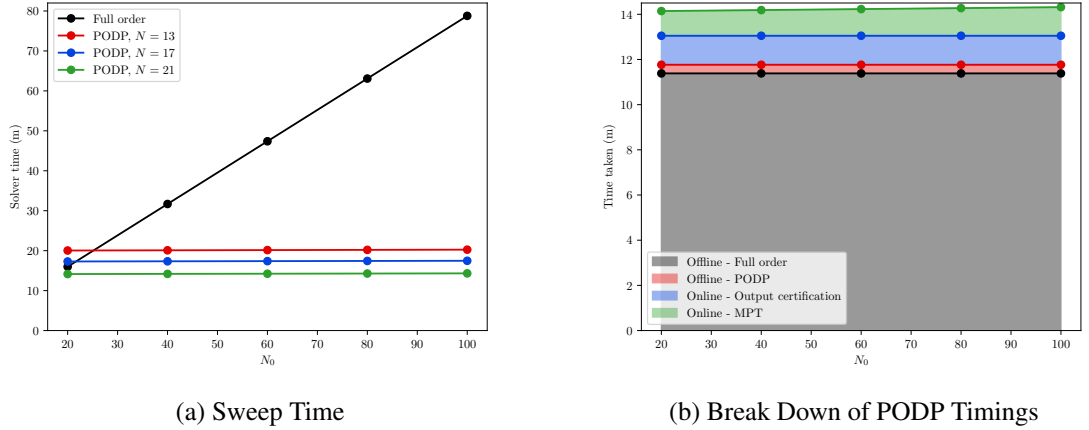 80
70
60
50
40
30
20
10
0
Solver time (m)
Full order
PODP, N = 13
PODP, N = 17
PODP, N = 21
20 30 40 50 60 70 80 90 100
N₀
(a) Sweep Time
14
12
10
8
6
4
2
0
Time taken (m)
Offline - Full order
Offline - PODP
Online - Output certification
Online - MPT
20 30 40 50 60 70 80 90 100
N₀
(b) Break Down of PODP Timings